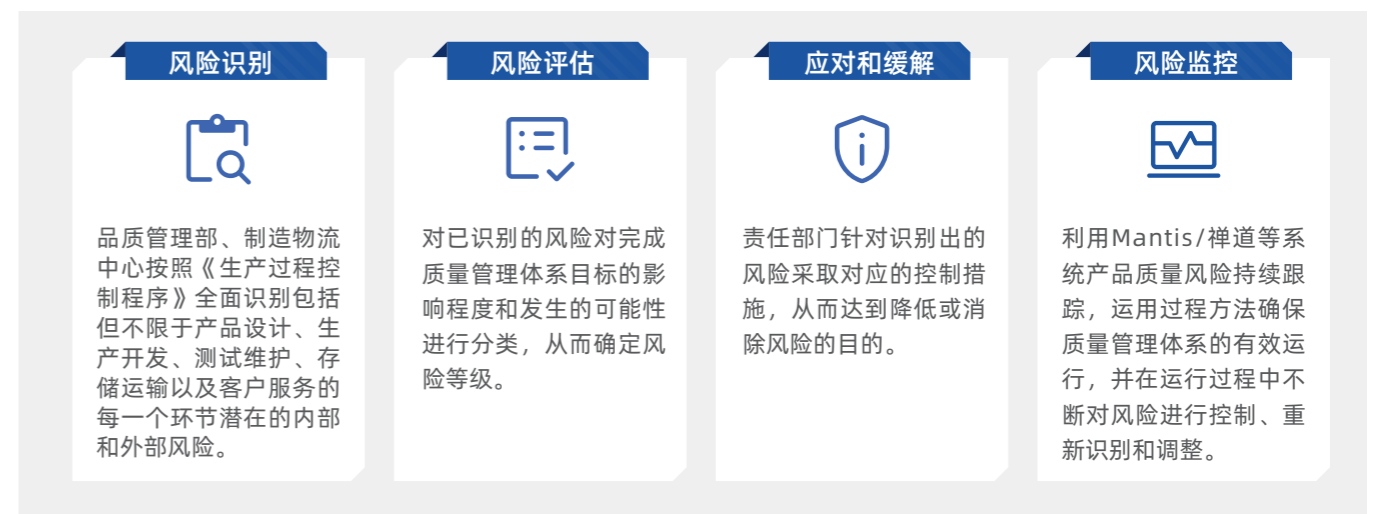 风险识别
品质管理部、制造物流
中心按照《生产过程控
制程序》全面识别包括
但不限于产品设计、生
产开发、测试维护、存
储运输以及客户服务的
每一个环节潜在的内部
和外部风险。
风险评估
对已识别的风险对完成
质量管理体系目标的影
响程度和发生的可能性
进行分类，从而确定风
险等级。
应对和缓解
责任部门针对识别出的
风险采取对应的控制措
施，从而达到降低或消
除风险的目的。
风险监控
利用Mantis/禅道等系
统产品质量风险持续跟
踪，运用过程方法确保
质量管理体系的有效运
行，并在运行过程中不
断对风险进行控制、重
新识别和调整。